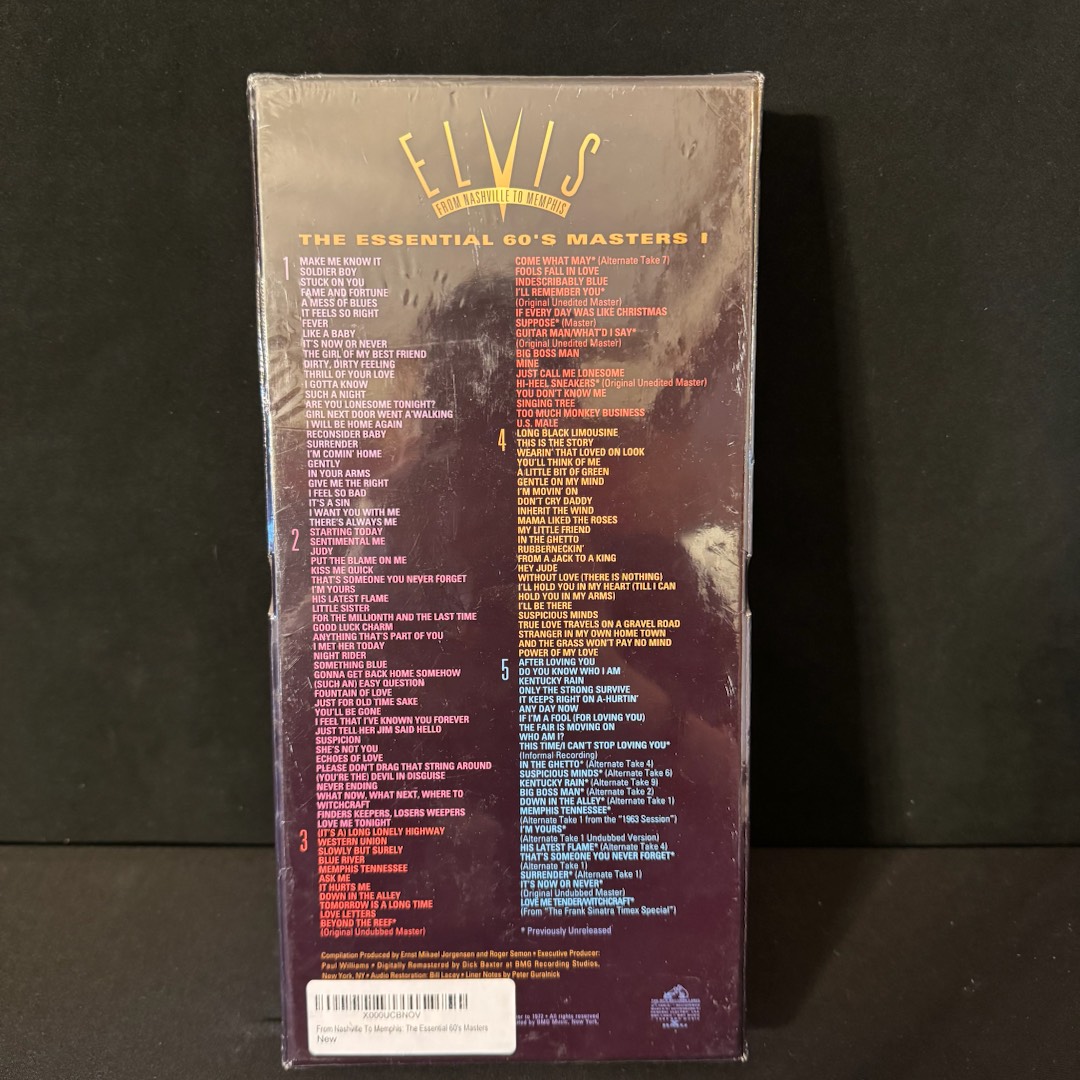 ELVIS
FROM NASHVILLE TO MEMPHIS
THE ESSENTIAL 60'S MASTERS I
1
MAKE ME KNOW IT
SOLDIER BOY
STUCK ON YOU
FAME AND FORTUNE
A MESS OF BLUES
IT FEELS SO RIGHT
FEVER
LIKE A BABY
IT'S NOW OR NEVER
THE GIRL OF MY BEST FRIEND
DIRTY, DIRTY FEELING
THRILL OF YOUR LOVE
I GOTTA KNOW
SUCH A NIGHT
ARE YOU LONESOME TONIGHT?
GIRL NEXT DOOR WENT A'WALKING
I WILL BE HOME AGAIN
RECONSIDER BABY
SURRENDER
I'M COMIN' HOME
GENTLY
IN YOUR ARMS
GIVE ME THE RIGHT
I FEEL SO BAD
IT'S A SIN
I WANT YOU WITH ME
THERE'S ALWAYS ME
2
STARTING TODAY
SENTIMENTAL ME
JUDY
PUT THE BLAME ON ME
KISS ME QUICK
THAT'S SOMEONE YOU NEVER FORGET
I'M YOURS
HIS LATEST FLAME
LITTLE SISTER
FOR THE MILLIONTH AND THE LAST TIME
GOOD LUCK CHARM
ANYTHING THAT'S PART OF YOU
I MET HER TODAY
NIGHT RIDER
SOMETHING BLUE
GONNA GET BACK HOME SOMEHOW
(SUCH AN) EASY QUESTION
FOUNTAIN OF LOVE
JUST FOR OLD TIME SAKE
YOU'LL BE GONE
I FEEL THAT I'VE KNOWN YOU FOREVER
JUST TELL HER JIM SAID HELLO
SUSPICION
SHE'S NOT YOU
ECHOES OF LOVE
PLEASE DON'T DRAG THAT STRING AROUND
(YOU'RE THE) DEVIL IN DISGUISE
NEVER ENDING
WHAT NOW, WHAT NEXT, WHERE TO
WITCHCRAFT
FINDERS KEEPERS, LOSERS WEEPERS
LOVE ME TONIGHT
3
(IT'S A) LONG LONELY HIGHWAY
WESTERN UNION
SLOWLY BUT SURELY
BLUE RIVER
MEMPHIS TENNESSEE
ASK ME
IT HURTS ME
DOWN IN THE ALLEY
TOMORROW IS A LONG TIME
LOVE LETTERS
BEYOND THE REEF*
(Original Undubbed Master)
COME WHAT MAY* (Alternate Take 7)
FOOLS FALL IN LOVE
INDESCRIBABLY BLUE
I'LL REMEMBER YOU*
(Original Unedited Master)
IF EVERY DAY WAS LIKE CHRISTMAS
SUPPOSE* (Master)
GUITAR MAN/WHAT'D I SAY*
(Original Unedited Master)
BIG BOSS MAN
MINE
JUST CALL ME LONESOME
HI-HEEL SNEAKERS* (Original Unedited Master)
YOU DON'T KNOW ME
SINGING TREE
TOO MUCH MONKEY BUSINESS
U.S. MALE
4
LONG BLACK LIMOUSINE
THIS IS THE STORY
WEARIN' THAT LOVED ON LOOK
YOU'LL THINK OF ME
A LITTLE BIT OF GREEN
GENTLE ON MY MIND
I'M MOVIN' ON
DON'T CRY DADDY
INHERIT THE WIND
MAMA LIKED THE ROSES
MY LITTLE FRIEND
IN THE GHETTO
RUBBERNECKIN'
FROM A JACK TO A KING
HEY JUDE
WITHOUT LOVE (THERE IS NOTHING)
I'LL HOLD YOU IN MY HEART (TILL I CAN
HOLD YOU IN MY ARMS)
I'LL BE THERE
SUSPICIOUS MINDS
TRUE LOVE TRAVELS ON A GRAVEL ROAD
STRANGER IN MY OWN HOME TOWN
AND THE GRASS WON'T PAY NO MIND
POWER OF MY LOVE
5
AFTER LOVING YOU
DO YOU KNOW WHO I AM
KENTUCKY RAIN
ONLY THE STRONG SURVIVE
IT KEEPS RIGHT ON A-HURTIN'
ANY DAY NOW
IF I'M A FOOL (FOR LOVING YOU)
THE FAIR IS MOVING ON
WHO AM I?
THIS TIME/I CAN'T STOP LOVING YOU*
(Informal Recording)
IN THE GHETTO* (Alternate Take 4)
SUSPICIOUS MINDS* (Alternate Take 6)
KENTUCKY RAIN* (Alternate Take 9)
BIG BOSS MAN* (Alternate Take 2)
DOWN IN THE ALLEY* (Alternate Take 1)
MEMPHIS TENNESSEE*
(Alternate Take 1 from the "1963 Session")
I'M YOURS*
(Alternate Take 1 Undubbed Version)
HIS LATEST FLAME* (Alternate Take 4)
THAT'S SOMEONE YOU NEVER FORGET*
(Alternate Take 1)
SURRENDER* (Alternate Take 1)
IT'S NOW OR NEVER*
(Original Undubbed Master)
LOVE ME TENDER/WITCHCRAFT*
(From "The Frank Sinatra Timex Special")
* Previously Unreleased
Compilation Produced by Ernst Mikael Jorgensen and Roger Semon • Executive Producer:
Paul Williams • Digitally Remastered by Dick Baxter at BMG Recording Studios,
New York, NY • Audio Restoration: Bill Lacey • Liner Notes by Peter Guralnick
to 1972 • All rights
by BMG Music, New York,
X000UCBNOV
From Nashville To Memphis: The Essential 60's Masters
New